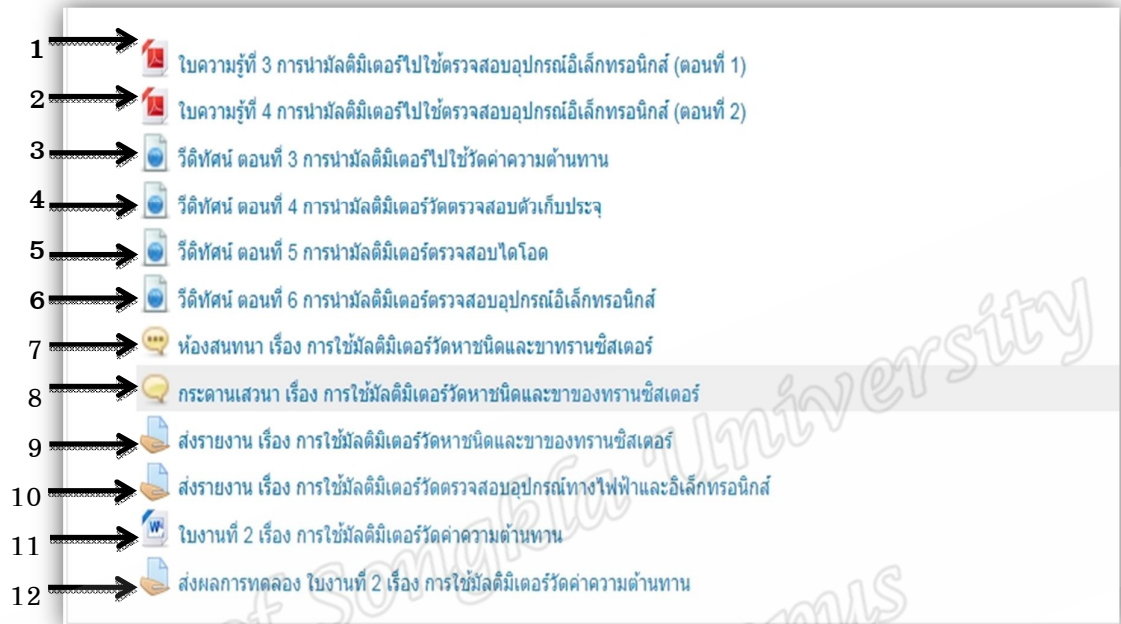 1 ใบความรู้ที่ 3 การนำมัลติมิเตอร์ไปใช้ตรวจสอบอุปกรณ์อิเล็กทรอนิกส์ (ตอนที่ 1)
2 ใบความรู้ที่ 4 การนำมัลติมิเตอร์ไปใช้ตรวจสอบอุปกรณ์อิเล็กทรอนิกส์ (ตอนที่ 2)
3 วีดิทัศน์ ตอนที่ 3 การนำมัลติมิเตอร์ไปใช้วัดค่าความต้านทาน
4 วีดิทัศน์ ตอนที่ 4 การนำมัลติมิเตอร์วัดตรวจสอบตัวเก็บประจุ
5 วีดิทัศน์ ตอนที่ 5 การนำมัลติมิเตอร์ตรวจสอบไดโอด
6 วีดิทัศน์ ตอนที่ 6 การนำมัลติมิเตอร์ตรวจสอบอุปกรณ์อิเล็กทรอนิกส์
7 ห้องสนทนา เรื่อง การใช้มัลติมิเตอร์วัดหาชนิดและขาทรานซิสเตอร์
8 กระดานเสวนา เรื่อง การใช้มัลติมิเตอร์วัดหาชนิดและขาของทรานซิสเตอร์
9 ส่งรายงาน เรื่อง การใช้มัลติมิเตอร์วัดหาชนิดและขาของทรานซิสเตอร์
10 ส่งรายงาน เรื่อง การใช้มัลติมิเตอร์วัดตรวจสอบอุปกรณ์ทางไฟฟ้าและอิเล็กทรอนิกส์
11 ใบงานที่ 2 เรื่อง การใช้มัลติมิเตอร์วัดค่าความต้านทาน
12 ส่งผลการทดลอง ใบงานที่ 2 เรื่อง การใช้มัลติมิเตอร์วัดค่าความต้านทาน
of Songkla University